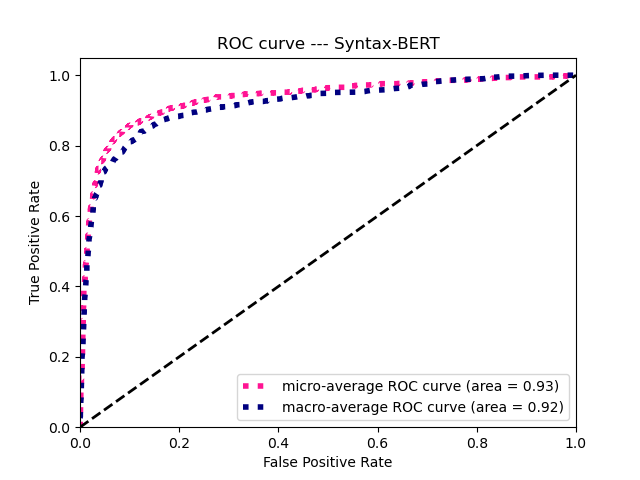 ROC curve --- Syntax-BERT
True Positive Rate
1.0
0.8
0.6
0.4
0.2
0.0
micro-average ROC curve (area = 0.93)
macro-average ROC curve (area = 0.92)
0.0 0.2 0.4 0.6 0.8 1.0
False Positive Rate